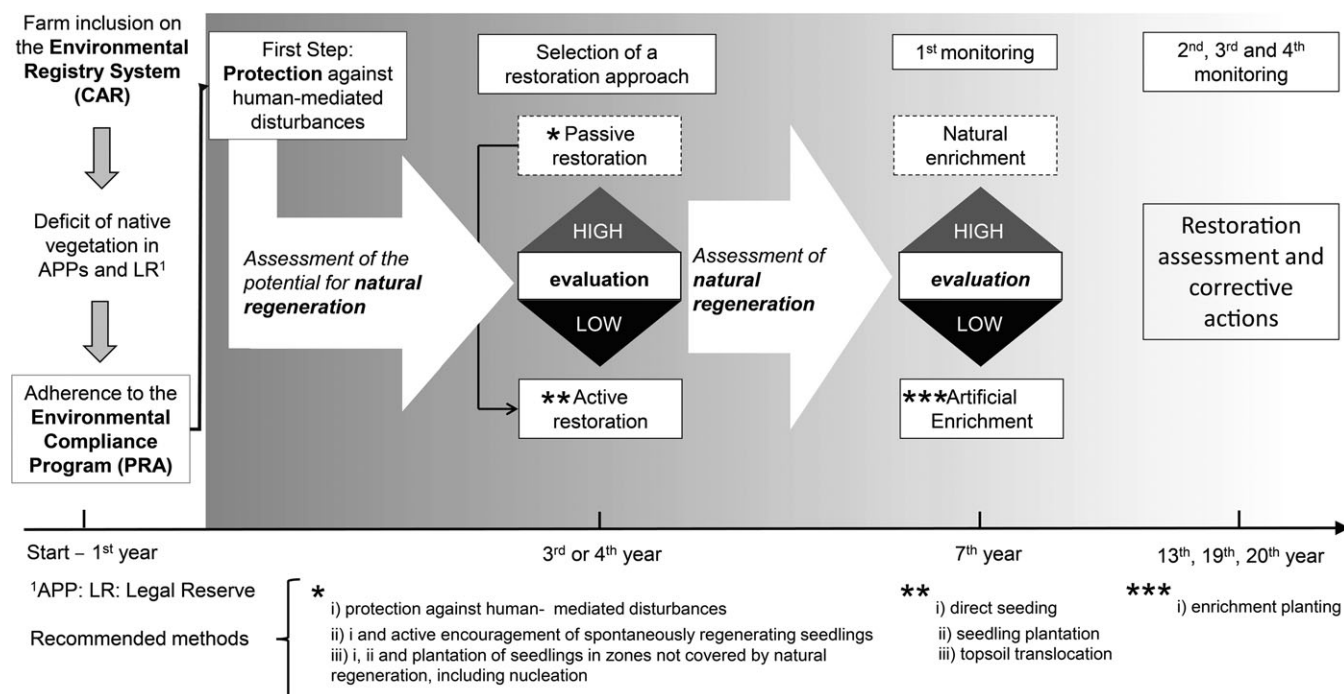 Farm inclusion on
the Environmental
Registry System
(CAR)
Deficit of native
vegetation in
APPs and LR¹
Adherence to the
Environmental
Compliance
Program (PRA)
First Step:
Protection against
human-mediated
disturbances
Assessment of the
potential for natural
regeneration
Selection of a
restoration approach
* Passive
restoration
HIGH
evaluation
LOW
** Active
restoration
Assessment of
natural
regeneration
1st monitoring
Natural
enrichment
HIGH
evaluation
LOW
***Artificial
Enrichment
2nd, 3rd and 4th
monitoring
Restoration
assessment and
corrective
actions
Start – 1st year
3rd or 4th year
7th year
13th, 19th, 20th year
¹APP: LR: Legal Reserve
Recommended methods
*
i) protection against human- mediated disturbances
ii) i and active encouragement of spontaneously regenerating seedlings
iii) i, ii and plantation of seedlings in zones not covered by natural
regeneration, including nucleation
**
i) direct seeding
ii) seedling plantation
iii) topsoil translocation
***
i) enrichment planting